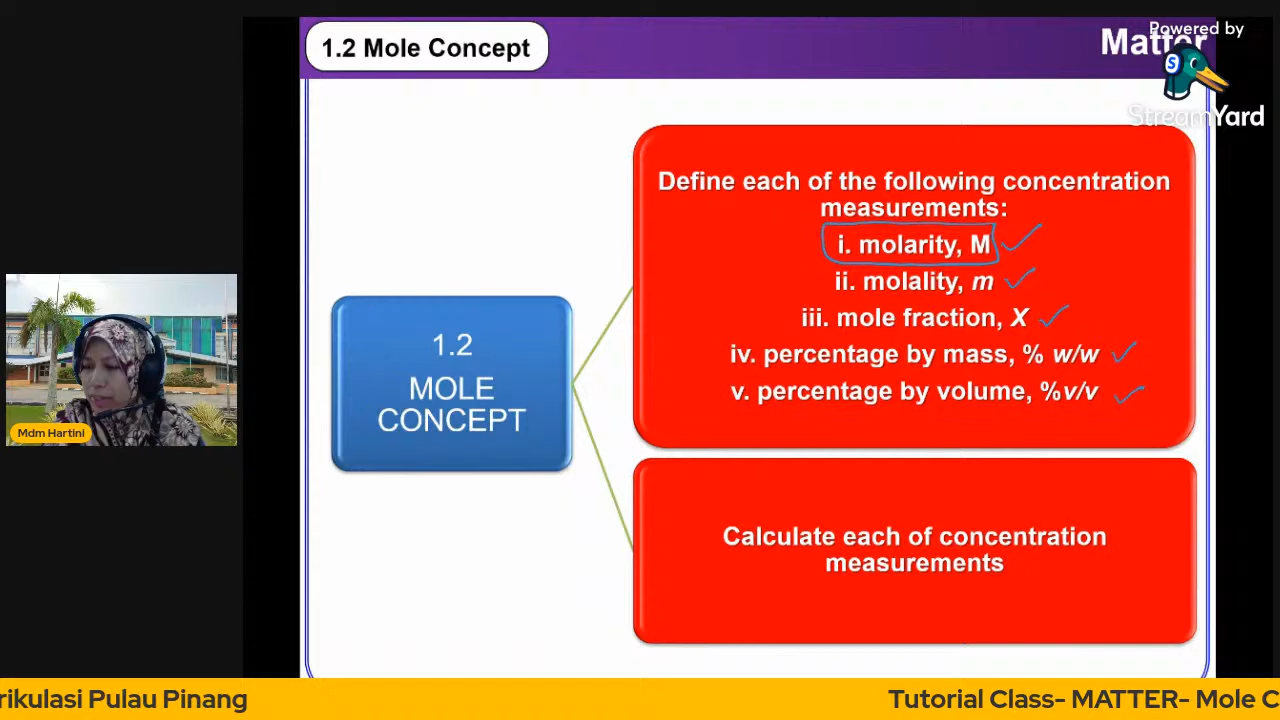 1.2 Mole Concept
Matter
Powered by
S
StreamYard
Define each of the following concentration
measurements:
i. molarity, M
ii. molality, m
iii. mole fraction, X
iv. percentage by mass, % w/w
v. percentage by volume, %v/v
1.2
MOLE
CONCEPT
Calculate each of concentration
measurements
Mdm Hartini
rikulasi Pulau Pinang
Tutorial Class- MATTER- Mole C